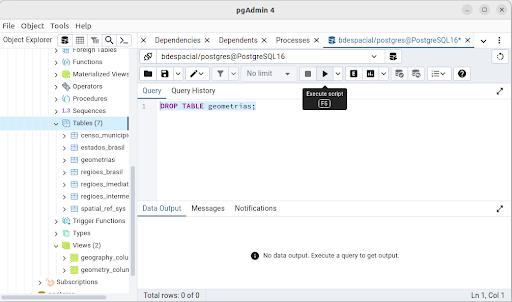 pgAdmin 4
File Object Tools Help
Object Explorer
Dependencies Dependents Processes bdespacial/postgres@PostgreSQL16*
bdespacial/postgres@PostgreSQL16
No limit
Execute script
F5
Query Query History
1 DROP TABLE geometrias;
Foreign Tables
Functions
Materialized Views
Operators
Procedures
1..3 Sequences
Tables (7)
censo_municipi
estados_brasil
geometrias
regioes_brasil
regioes_imediat
regioes_interme
spatial_ref_sys
Trigger Functions
Types
Views (2)
geography_colun
geometry_colun
Subscriptions
Data Output Messages Notifications
No data output. Execute a query to get output.
Total rows: 0 of 0
Ln 1, Col 1